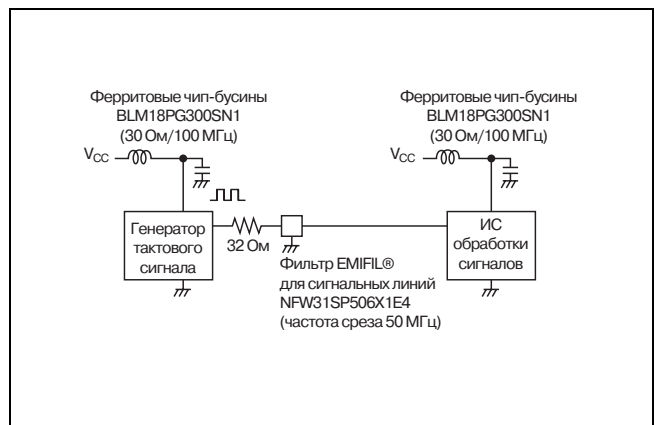 Ферритовые чип-бусины
BLM18PG300SN1
(30 Ом/100 МГц)
VCC
Ферритовые чип-бусины
BLM18PG300SN1
(30 Ом/100 МГц)
VCC
Генератор
тактового
сигнала
32 Ом
Фильтр EMIFIL®
для сигнальных линий
NFW31SP506X1E4
(частота среза 50 МГц)
ИС
обработки
сигналов